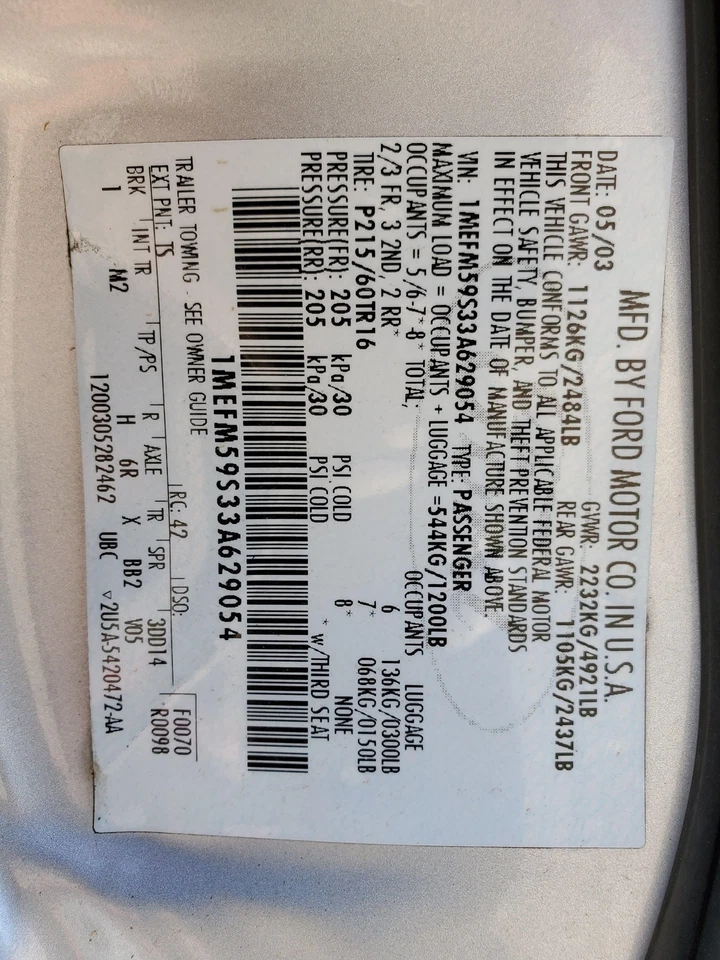 MFD. BY FORD MOTOR CO. IN U.S.A.
DATE: 05/03 GVWR: 2232KG/4921LB
FRONT GAWR: 1126KG/2484LB REAR GAWR: 1105KG/2437LB
THIS VEHICLE CONFORMS TO ALL APPLICABLE FEDERAL MOTOR
VEHICLE SAFETY, BUMPER, AND THEFT PREVENTION STANDARDS
IN EFFECT ON THE DATE OF MANUFACTURE SHOWN ABOVE.
VIN: 1MEFM59S33A629054 TYPE: PASSENGER
MAXIMUM LOAD = OCCUPANTS + LUGGAGE =544KG/1200LB
OCCUPANTS = 5/6-7*-8* TOTAL; OCCUPANTS LUGGAGE
2/3 FR, 3 2ND, 2 RR* 6 136KG/0300LB
TIRE: P215/60TR16 7* 068KG/0150LB
PRESSURE(FR): 205 kPa/30 PSI COLD 8* NONE
PRESSURE(RR): 205 kPa/30 PSI COLD * W/THIRD SEAT
1MEFM59S33A629054
TRAILER TOWING - SEE OWNER GUIDE
EXT PNT: TS RC: 42 DSO: F0070
BRK INT TR TP/PS R AXLE TR SPR 3DD14 R0098
1 M2 H 6R X BB2 V05
1200305282462 UBC ▽2U5A-5420472-AA